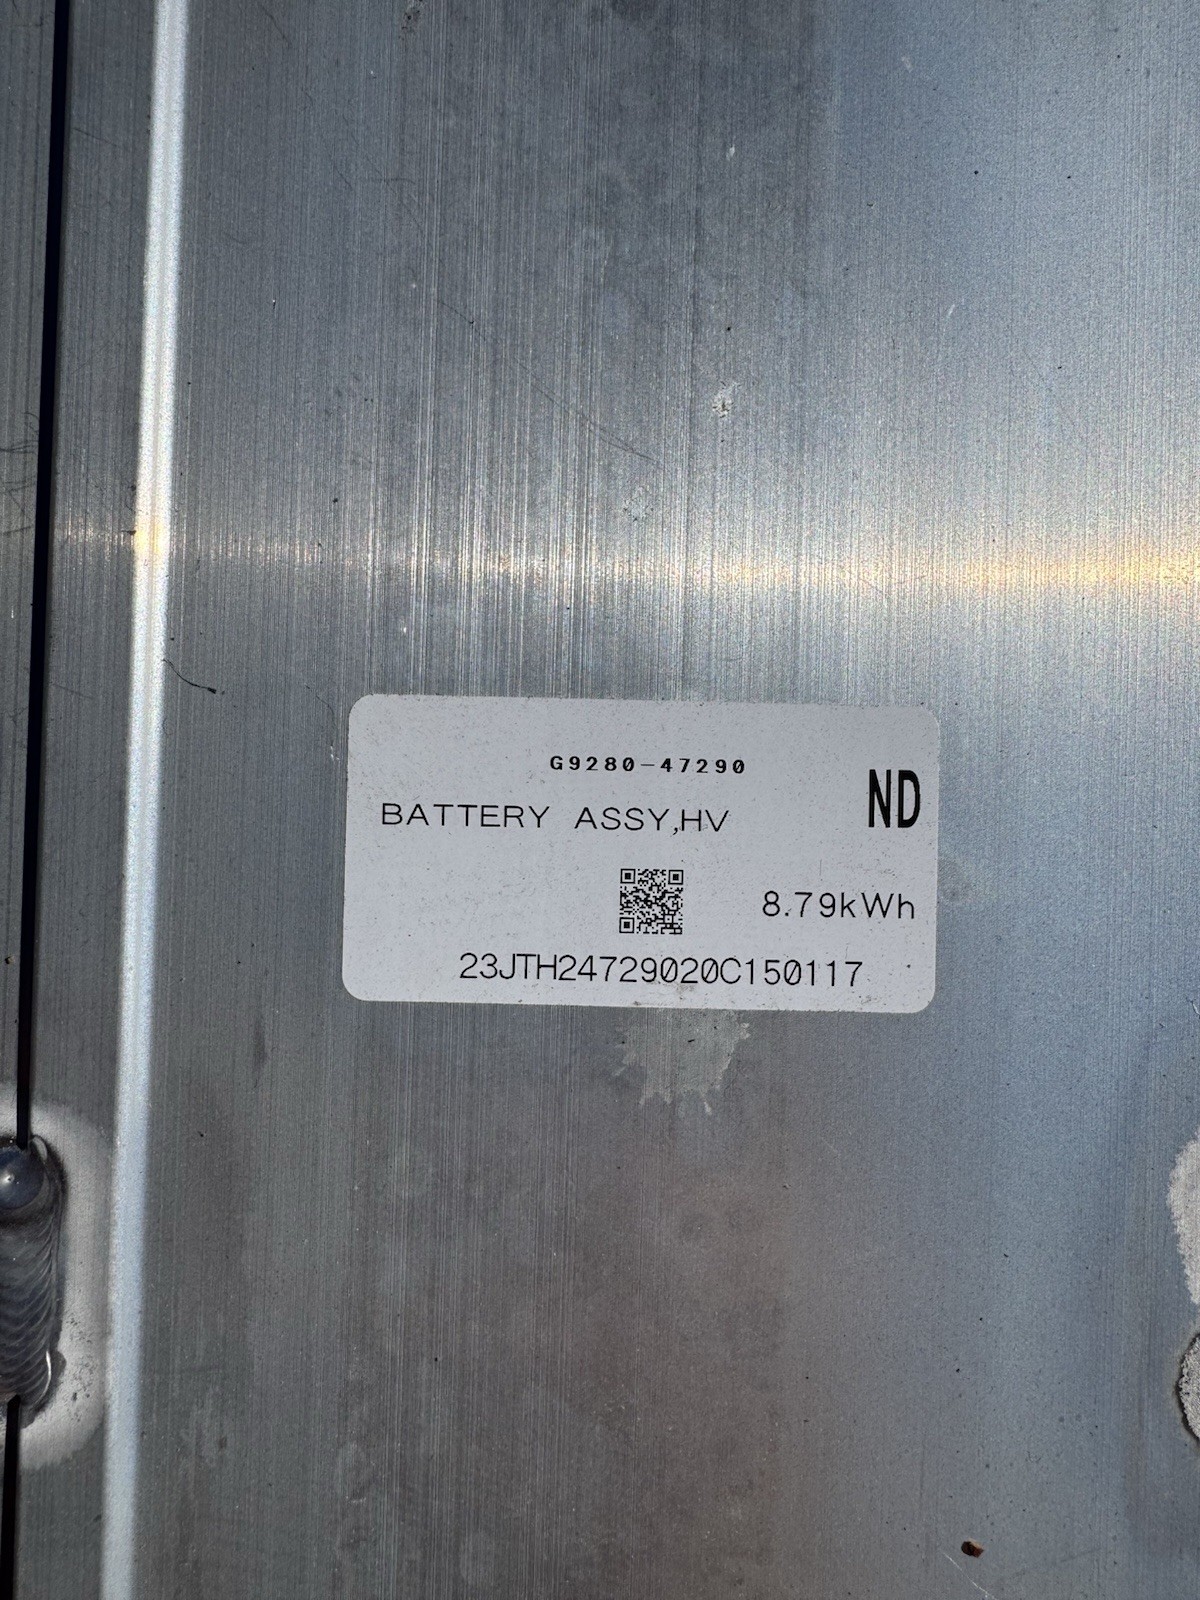 G9280-47290
BATTERY ASSY,HV
ND
8.79kWh
23JTH24729020C150117